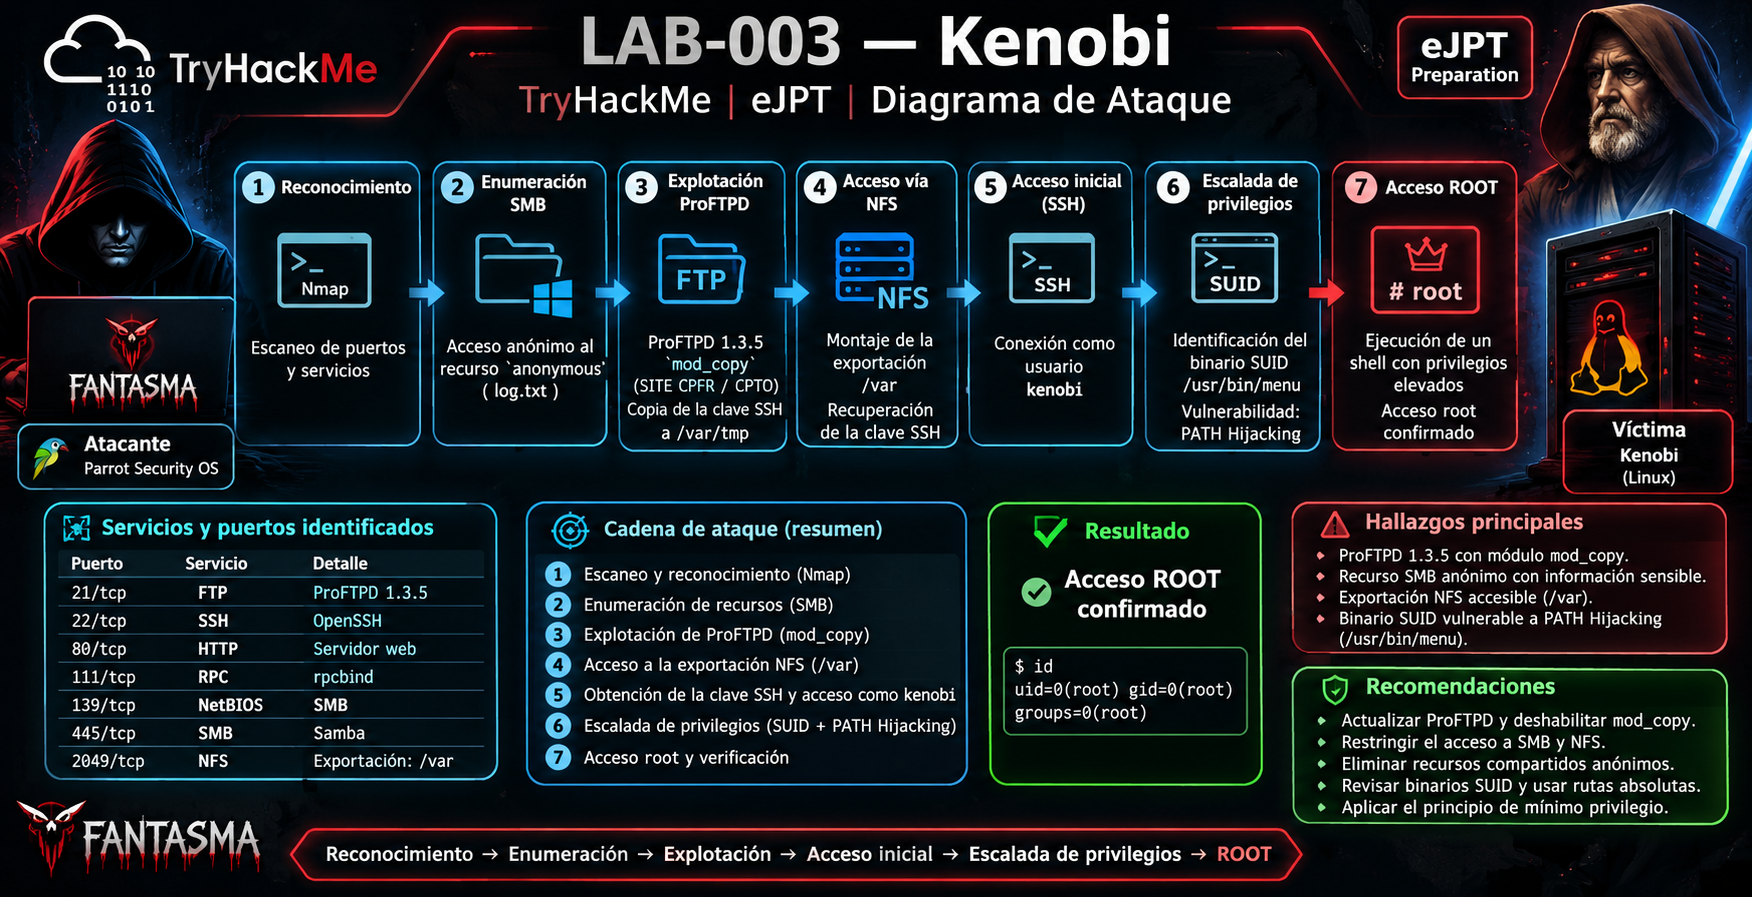 10 10
1110
0101
TryHackMe
LAB-003 — Kenobi
TryHackMe | eJPT | Diagrama de Ataque
eJPT
Preparation
1 Reconocimiento
>_
Nmap
Escaneo de puertos
y servicios
2 Enumeración
SMB
Acceso anónimo al
recurso `anonymous`
( log.txt )
3 Explotación
ProFTPD
FTP
ProFTPD 1.3.5
`mod_copy`
(SITE CPFR / CPTO)
Copia de la clave SSH
a /var/tmp
4 Acceso vía
NFS
NFS
Montaje de la
exportación
/var
Recuperación
de la clave SSH
5 Acceso inicial
(SSH)
>_
SSH
Conexión como
usuario
kenobi
6 Escalada de
privilegios
>_
SUID
Identificación del
binario SUID
/usr/bin/menu
Vulnerabilidad:
PATH Hijacking
7 Acceso ROOT
# root
Ejecución de un
shell con privilegios
elevados
Acceso root
confirmado
FANTASMA
Atacante
Parrot Security OS
Víctima
Kenobi
(Linux)
Servicios y puertos identificados
Puerto Servicio Detalle
21/tcp FTP ProFTPD 1.3.5
22/tcp SSH OpenSSH
80/tcp HTTP Servidor web
111/tcp RPC rpcbind
139/tcp NetBIOS SMB
445/tcp SMB Samba
2049/tcp NFS Exportación: /var
Cadena de ataque (resumen)
1 Escaneo y reconocimiento (Nmap)
2 Enumeración de recursos (SMB)
3 Explotación de ProFTPD (mod_copy)
4 Acceso a la exportación NFS (/var)
5 Obtención de la clave SSH y acceso como kenobi
6 Escalada de privilegios (SUID + PATH Hijacking)
7 Acceso root y verificación
Resultado
Acceso ROOT
confirmado
$ id
uid=0(root) gid=0(root)
groups=0(root)
Hallazgos principales
ProFTPD 1.3.5 con módulo mod_copy.
Recurso SMB anónimo con información sensible.
Exportación NFS accesible (/var).
Binario SUID vulnerable a PATH Hijacking
(/usr/bin/menu).
Recomendaciones
Actualizar ProFTPD y deshabilitar mod_copy.
Restringir el acceso a SMB y NFS.
Eliminar recursos compartidos anónimos.
Revisar binarios SUID y usar rutas absolutas.
Aplicar el principio de mínimo privilegio.
FANTASMA
Reconocimiento → Enumeración → Explotación → Acceso inicial → Escalada de privilegios → ROOT